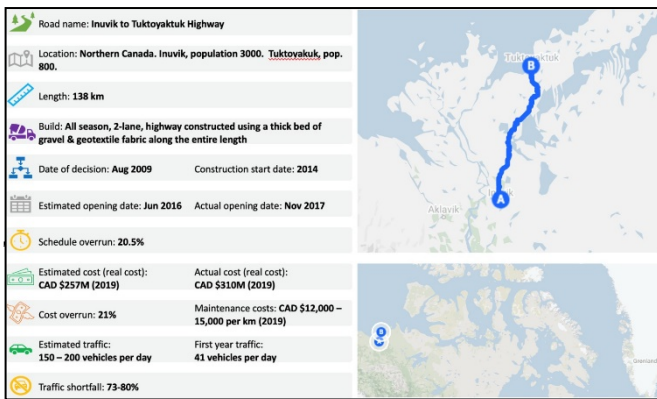 Road name: Inuvik to Tuktoyaktuk Highway
Location: Northern Canada. Inuvik, population 3000. Tuktoyakuk, pop.
800.
Length: 138 km
Build: All season, 2-lane, highway constructed using a thick bed of
gravel & geotextile fabric along the entire length
Date of decision: Aug 2009 Construction start date: 2014
Estimated opening date: Jun 2016 Actual opening date: Nov 2017
Schedule overrun: 20.5%
Estimated cost (real cost): Actual cost (real cost):
CAD $257M (2019) CAD $310M (2019)
Cost overrun: 21% Maintenance costs: CAD $12,000 –
15,000 per km (2019)
Estimated traffic: First year traffic:
150 – 200 vehicles per day 41 vehicles per day
Traffic shortfall: 73-80%
B
A
Aklavik
B